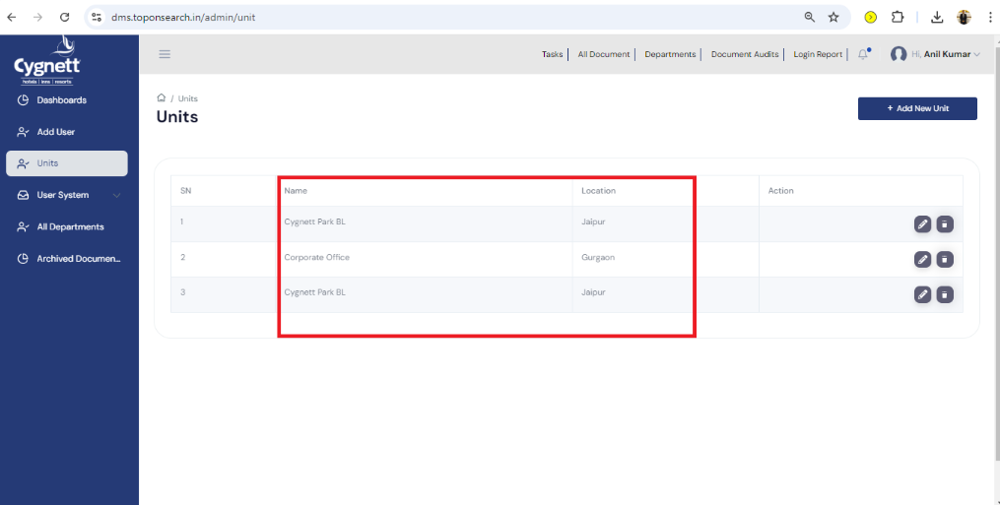 dms.toponsearch.in/admin/unit
Cygnett
hotels | inns | resorts
Tasks | All Document | Departments | Document Audits | Login Report | Hi, Anil Kumar
Dashboards
Add User
Units
User System
All Departments
Archived Documen...
/ Units
Units
+ Add New Unit
SN Name Location Action
1 Cygnett Park BL Jaipur
2 Corporate Office Gurgaon
3 Cygnett Park BL Jaipur